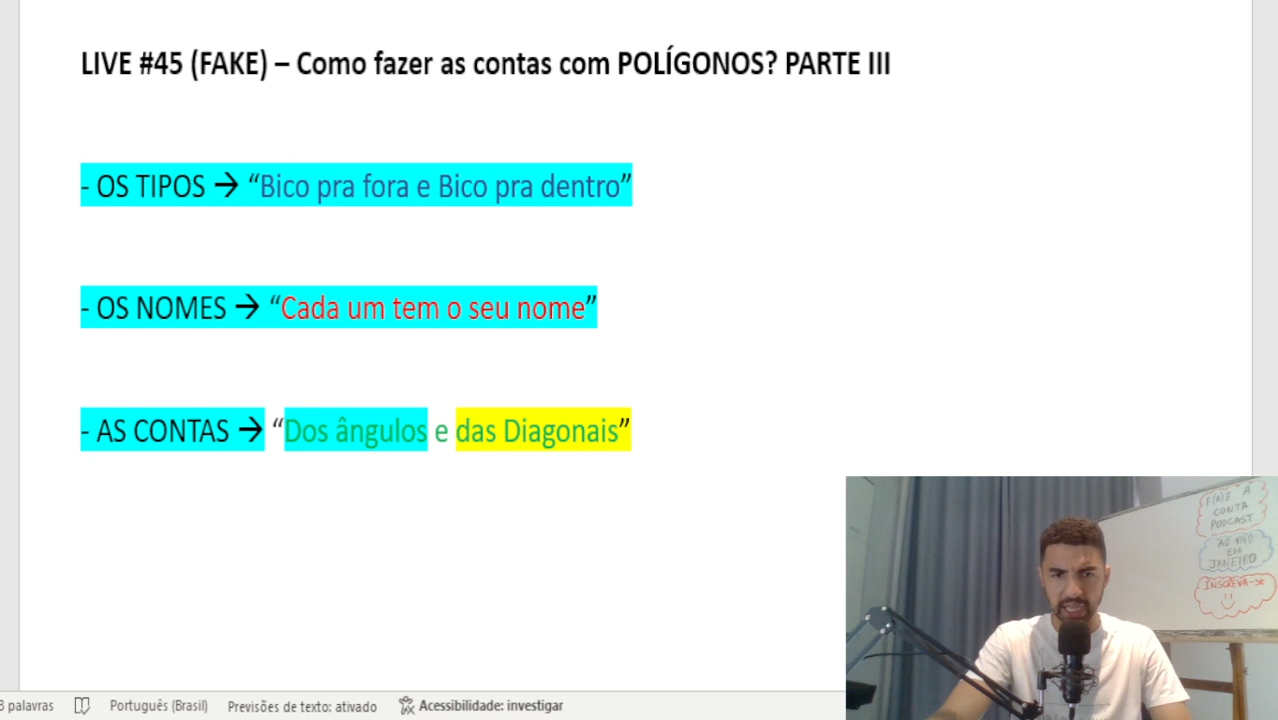 LIVE #45 (FAKE) – Como fazer as contas com POLÍGONOS? PARTE III
- OS TIPOS → “Bico pra fora e Bico pra dentro”
- OS NOMES → “Cada um tem o seu nome”
- AS CONTAS → “Dos ângulos e das Diagonais”
F(A)Z A
CONTA
PODCAST
AO VIVO
EM
JANEIRO
INSCREVA-SE
8 palavras
Português (Brasil)
Previsões de texto: ativado
Acessibilidade: investigar